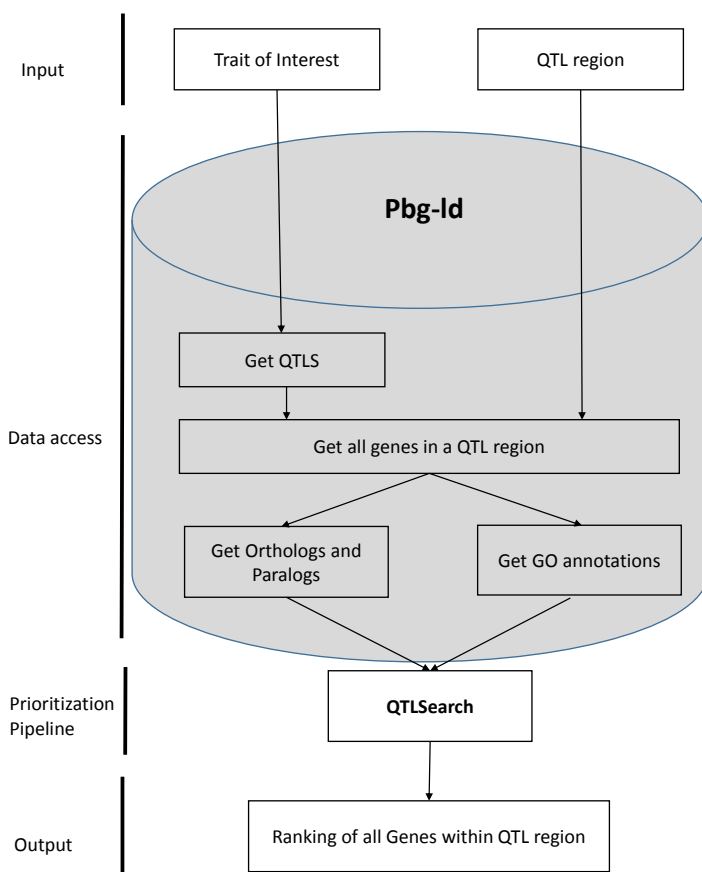 Input
Trait of Interest
QTL region
Pbg-ld
Data access
Get QTLS
Get all genes in a QTL region
Get Orthologs and
Paralogs
Get GO annotations
Prioritization
Pipeline
QTLSearch
Output
Ranking of all Genes within QTL region